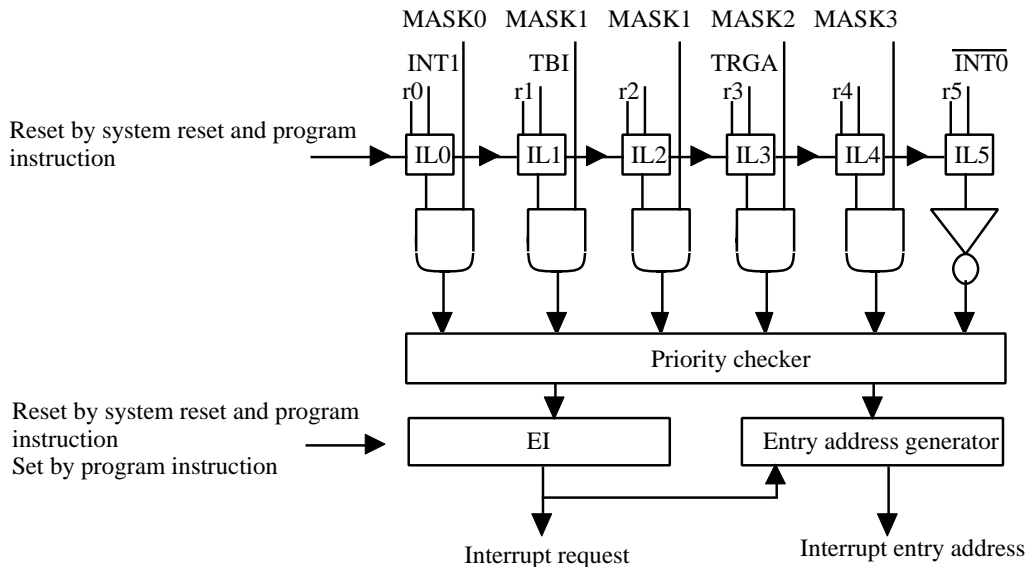 MASK0 MASK1 MASK1 MASK2 MASK3
INT1 TBI TRGA INT0
r0 r1 r2 r3 r4 r5
Reset by system reset and program
instruction
IL0 IL1 IL2 IL3 IL4 IL5
Priority checker
Reset by system reset and program
instruction
Set by program instruction
EI
Entry address generator
Interrupt request
Interrupt entry address